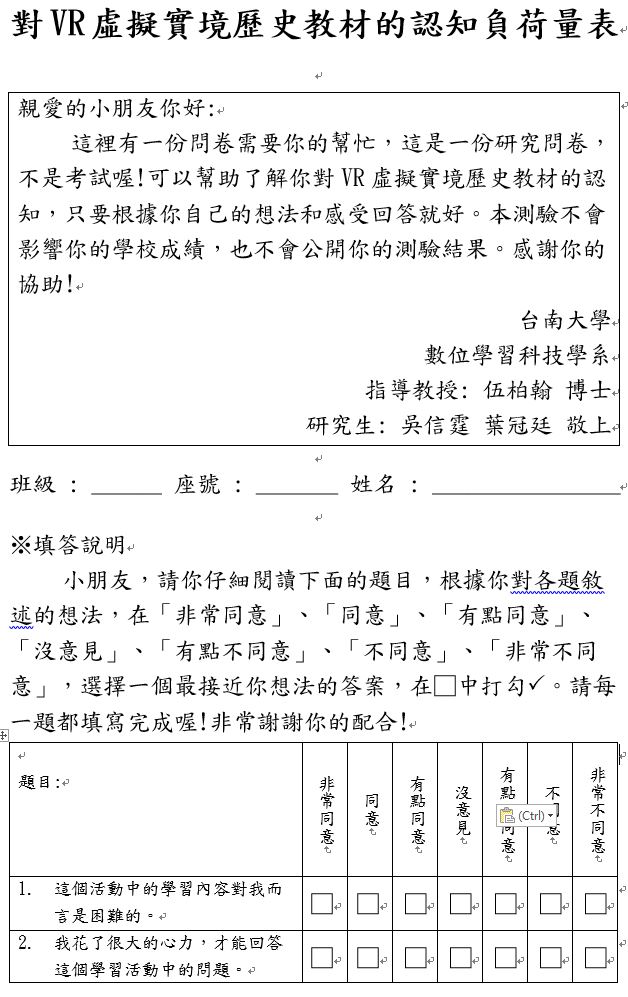 對VR虛擬實境歷史教材的認知負荷量表
親愛的小朋友你好:
這裡有一份問卷需要你的幫忙，這是一份研究問卷，
不是考試喔!可以幫助了解你對VR虛擬實境歷史教材的認
知，只要根據你自己的想法和感受回答就好。本測驗不會
影響你的學校成績，也不會公開你的測驗結果。感謝你的
協助!
台南大學
數位學習科技學系
指導教授: 伍柏翰 博士
研究生: 吳信霆 葉冠廷 敬上
班級 : ______ 座號 : _______ 姓名 : ________________
※填答說明
小朋友，請你仔細閱讀下面的題目，根據你對各題敘
述的想法，在「非常同意」、「同意」、「有點同意」、
「沒意見」、「有點不同意」、「不同意」、「非常不同
意」，選擇一個最接近你想法的答案，在□中打勾✓。請每
一題都填寫完成喔!非常謝謝你的配合!
題目:
非常同意
同意
有點同意
沒意見
有點 同意
不 意
非常不同意
(Ctrl)
1. 這個活動中的學習內容對我而
言是困難的。 □ □ □ □ □ □ □
2. 我花了很大的心力，才能回答
這個學習活動中的問題。 □ □ □ □ □ □ □